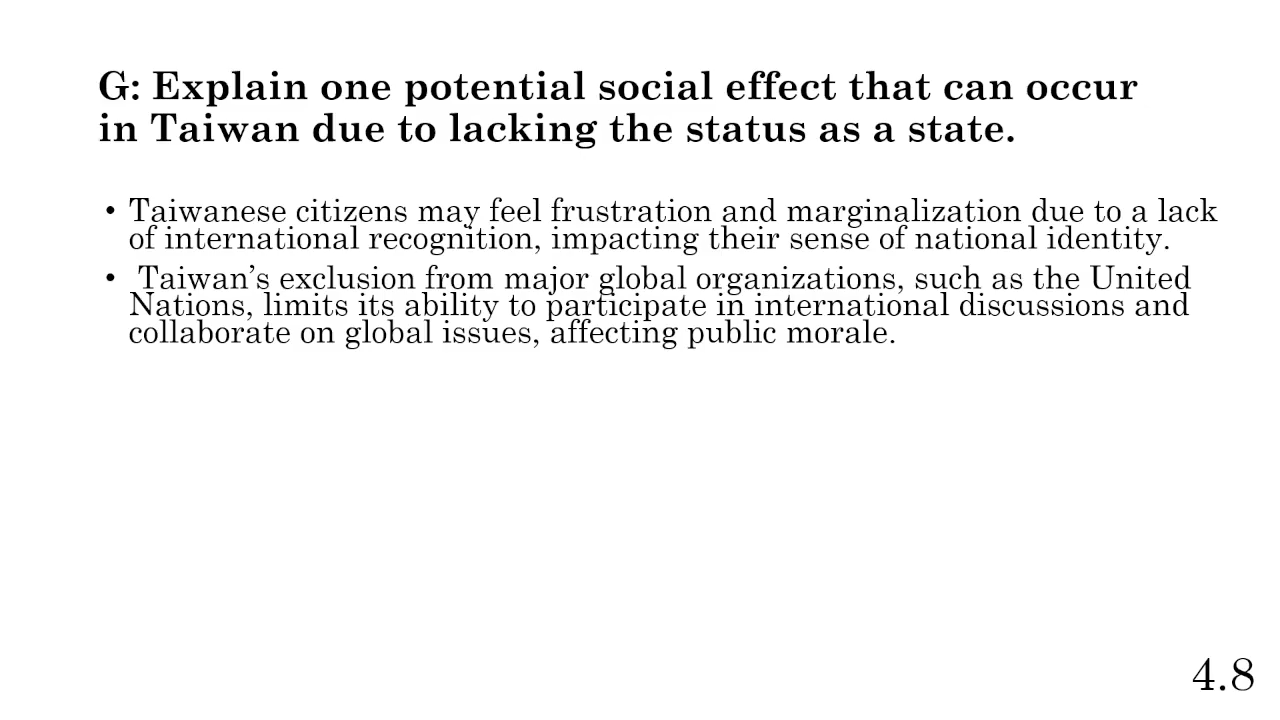 G: Explain one potential social effect that can occur
in Taiwan due to lacking the status as a state.
• Taiwanese citizens may feel frustration and marginalization due to a lack
of international recognition, impacting their sense of national identity.
• Taiwan’s exclusion from major global organizations, such as the United
Nations, limits its ability to participate in international discussions and
collaborate on global issues, affecting public morale.
4.8